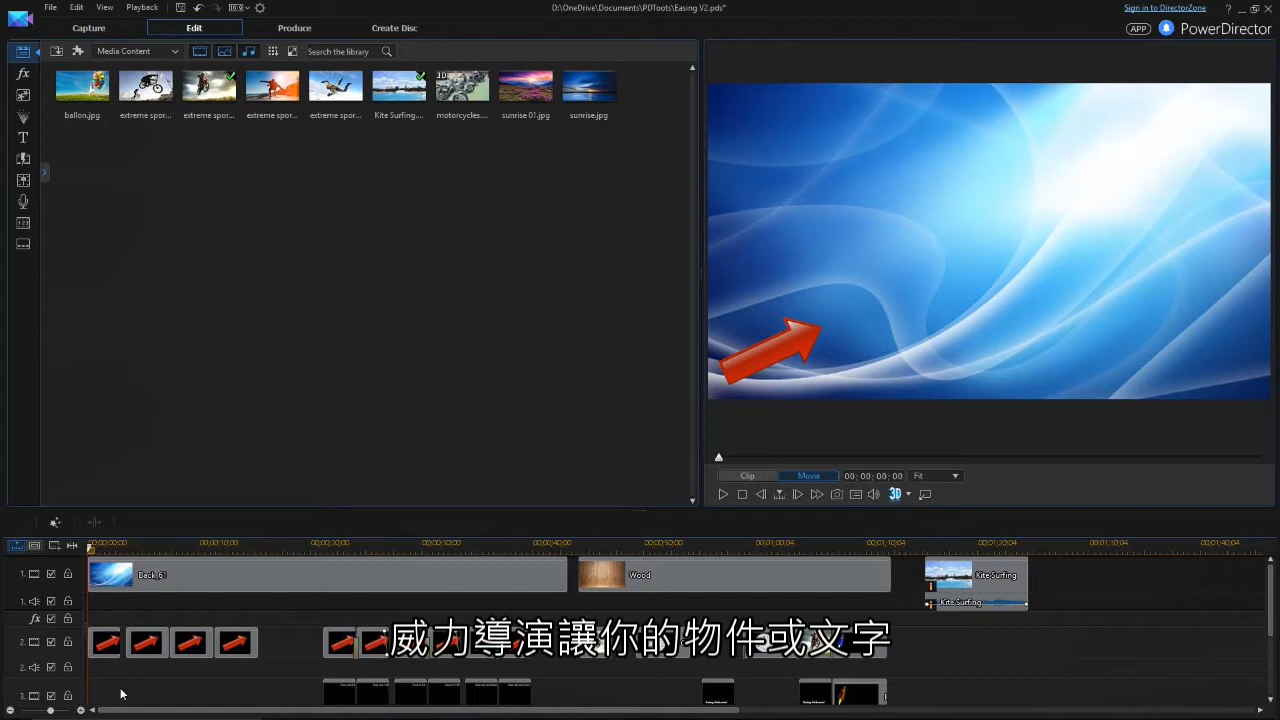 File Edit View Playback
D:\OneDrive\Documents\PDToots\Easing V2.pds*
Sign in to DirectorZone
?
Capture Edit Produce Create Disc
APP PowerDirector
Media Content
Search the library
3D
ballon.jpg extreme spor... extreme spor... extreme spor... extreme spor... Kite Surfing.... motorcycles.... sunrise 01.jpg sunrise.jpg
fx
T
Clip Movie 00; 00; 00; 00 Fit
3D
00;00;00;00 00;00;10;00 00;00;20;00 00;00;30;00 00;00;40;00 00;00;50;00 00;01;00;04 00;01;10;04 00;01;20;04 00;01;30;04 00;01;40;04
1. Back_61 Wood Kite Surfing
1. Kite Surfing
fx
2.
威力導演讓你的物件或文字
2.
3.